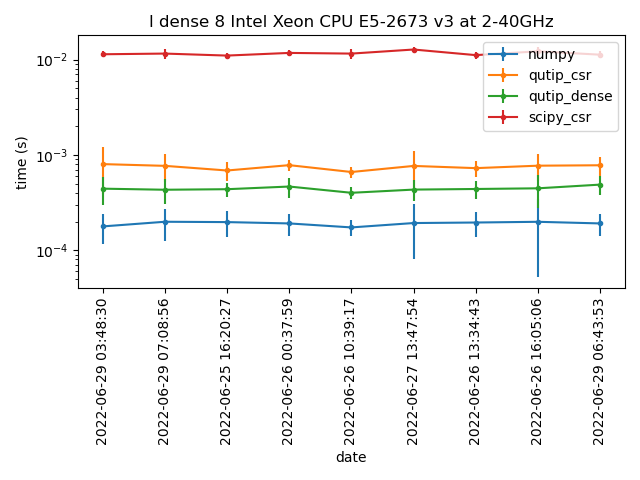 I dense 8 Intel Xeon CPU E5-2673 v3 at 2-40GHz
time (s)
10⁻²
10⁻³
10⁻⁴
numpy
qutip_csr
qutip_dense
scipy_csr
2022-06-29 03:48:30
2022-06-29 07:08:56
2022-06-25 16:20:27
2022-06-26 00:37:59
2022-06-26 10:39:17
2022-06-27 13:47:54
2022-06-26 13:34:43
2022-06-26 16:05:06
2022-06-29 06:43:53
date